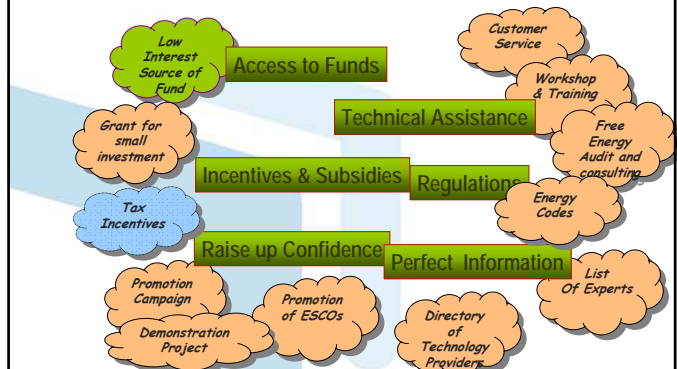 Low
Interest
Source of
Fund
Access to Funds
Customer
Service
Workshop
& Training
Technical Assistance
Grant for
small
investment
Free
Energy
Audit and
consulting
Incentives & Subsidies
Regulations
Energy
Codes
Tax
Incentives
Raise up Confidence
Perfect Information
List
Of Experts
Promotion
Campaign
Promotion
of ESCOs
Demonstration
Project
Directory
of
Technology
Providers